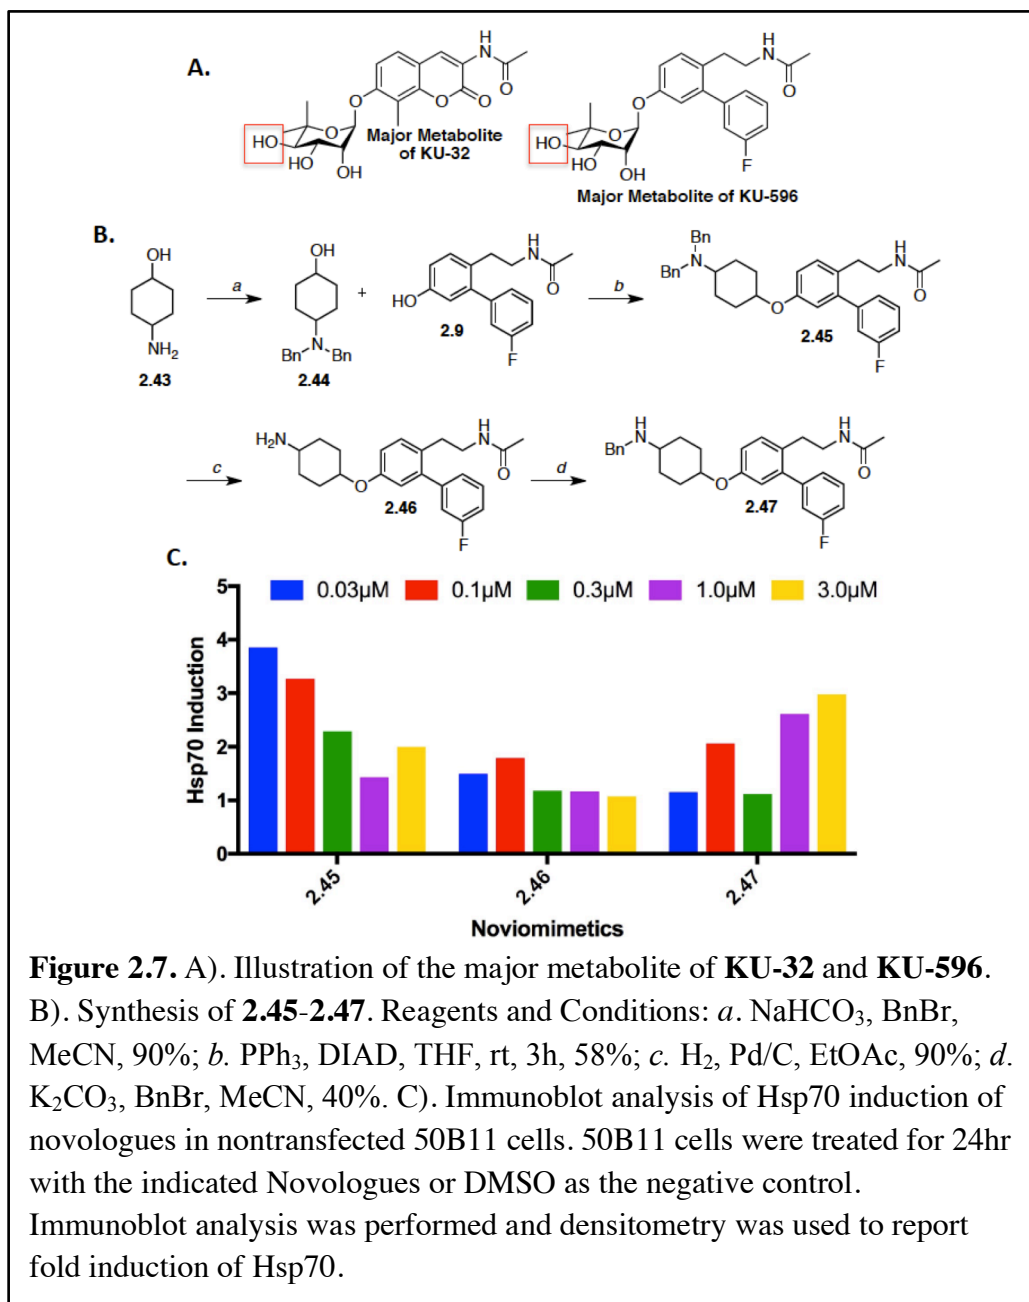 A.
H
N
O
O
O
O
O
HO
HO
OH
Major Metabolite
of KU-32
H
N
O
O
O
HO
HO
OH
F
Major Metabolite of KU-596
B.
OH
NH2
2.43
a
OH
N
Bn Bn
2.44
+
HO
H
N
O
2.9
F
b
Bn
N
Bn
O
H
N
O
2.45
F
c
H2N
O
H
N
O
2.46
F
d
H
N
Bn
O
H
N
O
2.47
F
C.
0.03µM 0.1µM 0.3µM 1.0µM 3.0µM
5
4
3
2
1
0
Hsp70 Induction
2.45 2.46 2.47
Noviomimetics
Figure 2.7. A). Illustration of the major metabolite of KU-32 and KU-596.
B). Synthesis of 2.45-2.47. Reagents and Conditions: a. NaHCO3, BnBr,
MeCN, 90%; b. PPh3, DIAD, THF, rt, 3h, 58%; c. H2, Pd/C, EtOAc, 90%; d.
K2CO3, BnBr, MeCN, 40%. C). Immunoblot analysis of Hsp70 induction of
novologues in nontransfected 50B11 cells. 50B11 cells were treated for 24hr
with the indicated Novologues or DMSO as the negative control.
Immunoblot analysis was performed and densitometry was used to report
fold induction of Hsp70.